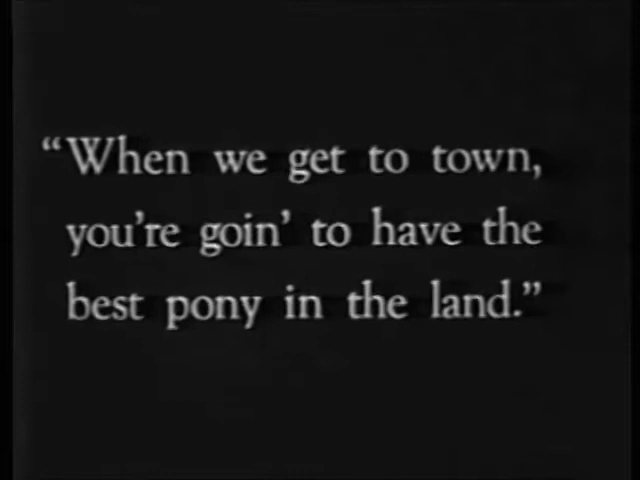 “When we get to town,
you’re goin’ to have the
best pony in the land.”